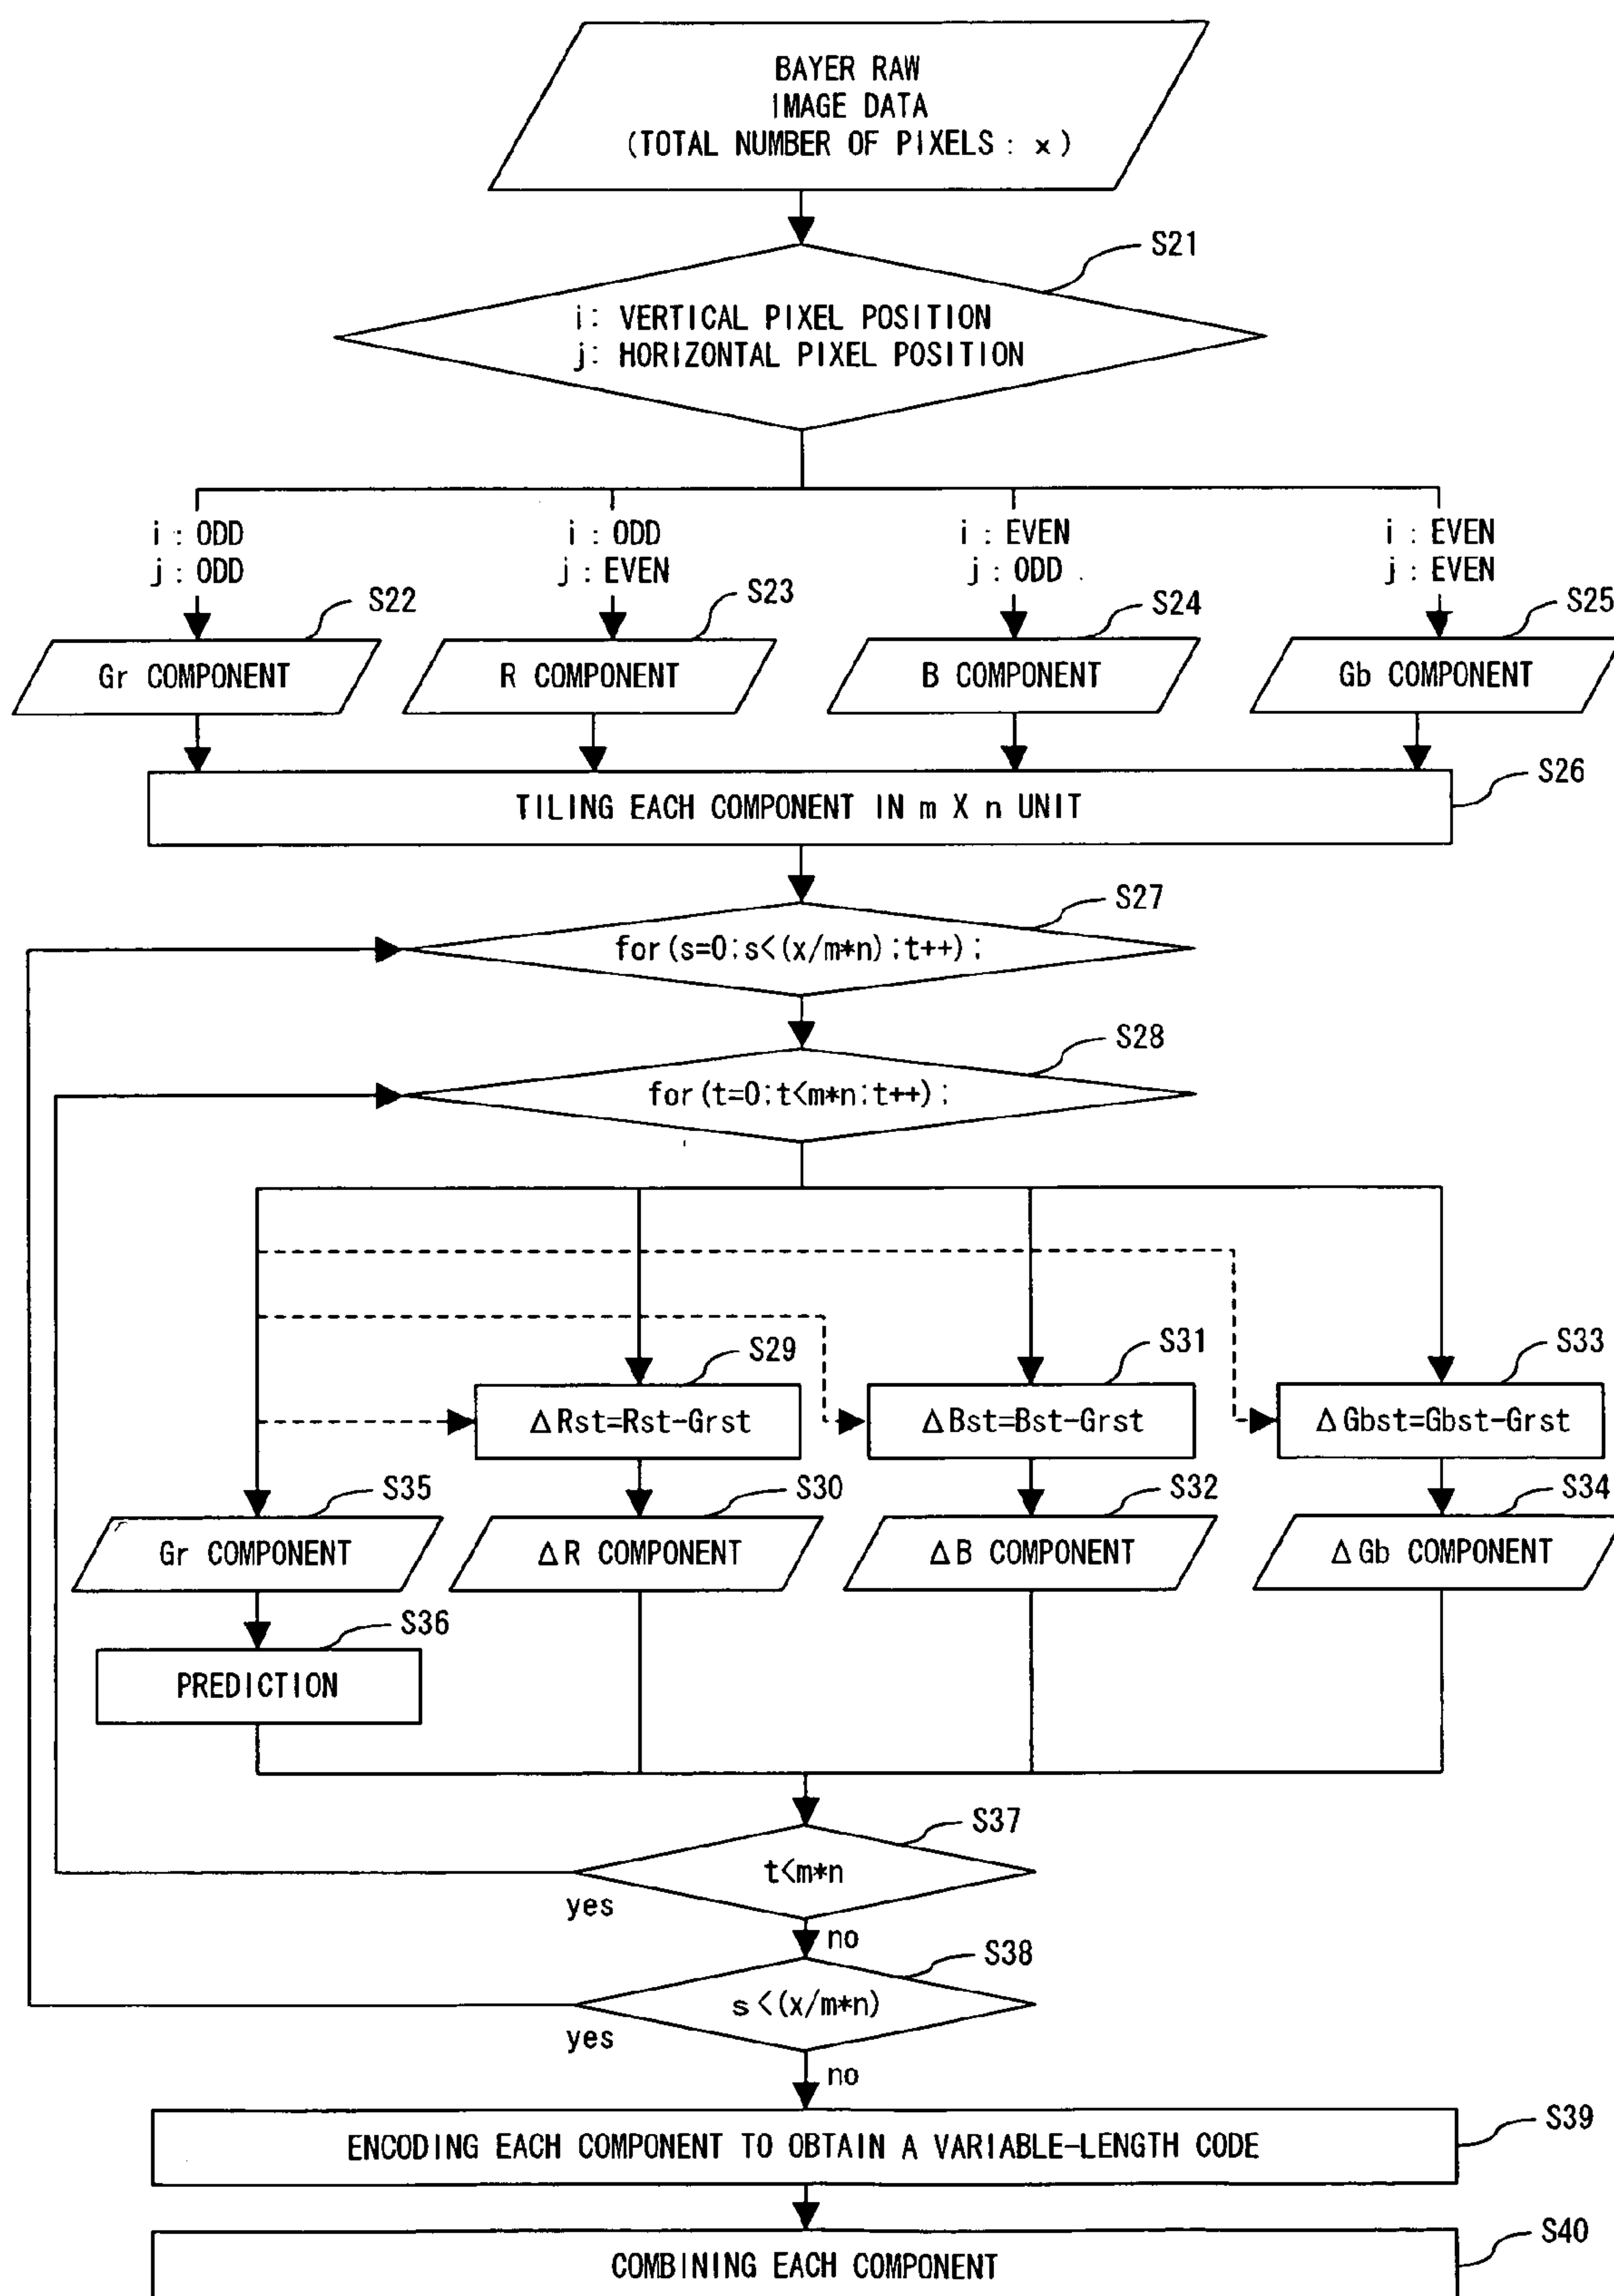 BAYER RAW
IMAGE DATA
(TOTAL NUMBER OF PIXELS : x )
S21
i: VERTICAL PIXEL POSITION
j: HORIZONTAL PIXEL POSITION
i : ODD
j : ODD
i : ODD
j : EVEN
i : EVEN
j : ODD
i : EVEN
j : EVEN
S22
S23
S24
S25
Gr COMPONENT
R COMPONENT
B COMPONENT
Gb COMPONENT
S26
TILING EACH COMPONENT IN m X n UNIT
S27
for(s=0;s<(x/m*n);t++);
S28
for(t=0;t<m*n;t++);
S29
S31
S33
ΔRst=Rst-Grst
ΔBst=Bst-Grst
ΔGbst=Gbst-Grst
S35
S30
S32
S34
Gr COMPONENT
ΔR COMPONENT
ΔB COMPONENT
ΔGb COMPONENT
S36
PREDICTION
S37
t<m*n
yes
no
S38
s<(x/m*n)
yes
no
S39
ENCODING EACH COMPONENT TO OBTAIN A VARIABLE-LENGTH CODE
S40
COMBINING EACH COMPONENT